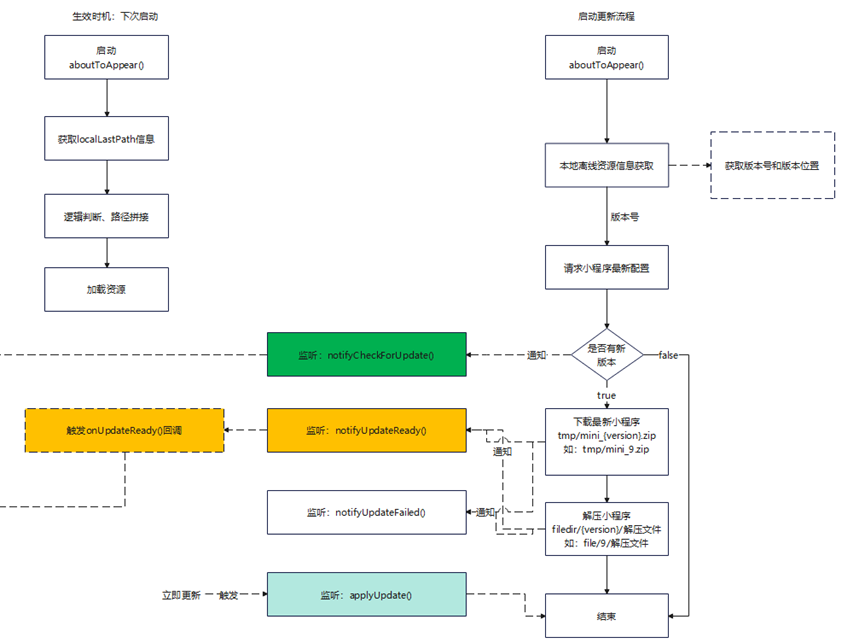 生效时机：下次启动
启动更新流程
启动
aboutToAppear()
获取localLastPath信息
逻辑判断、路径拼接
加载资源
启动
aboutToAppear()
本地离线资源信息获取
获取版本号和版本位置
版本号
请求小程序最新配置
是否有新
版本
false
通知
监听：notifyCheckForUpdate()
true
下载最新小程序
tmp/mini_{version}.zip
如：tmp/mini_9.zip
触发onUpdateReady()回调
监听：notifyUpdateReady()
通知
监听：notifyUpdateFailed()
通知
解压小程序
filedir/{version}/解压文件
如：file/9/解压文件
立即更新
触发
监听：applyUpdate()
结束